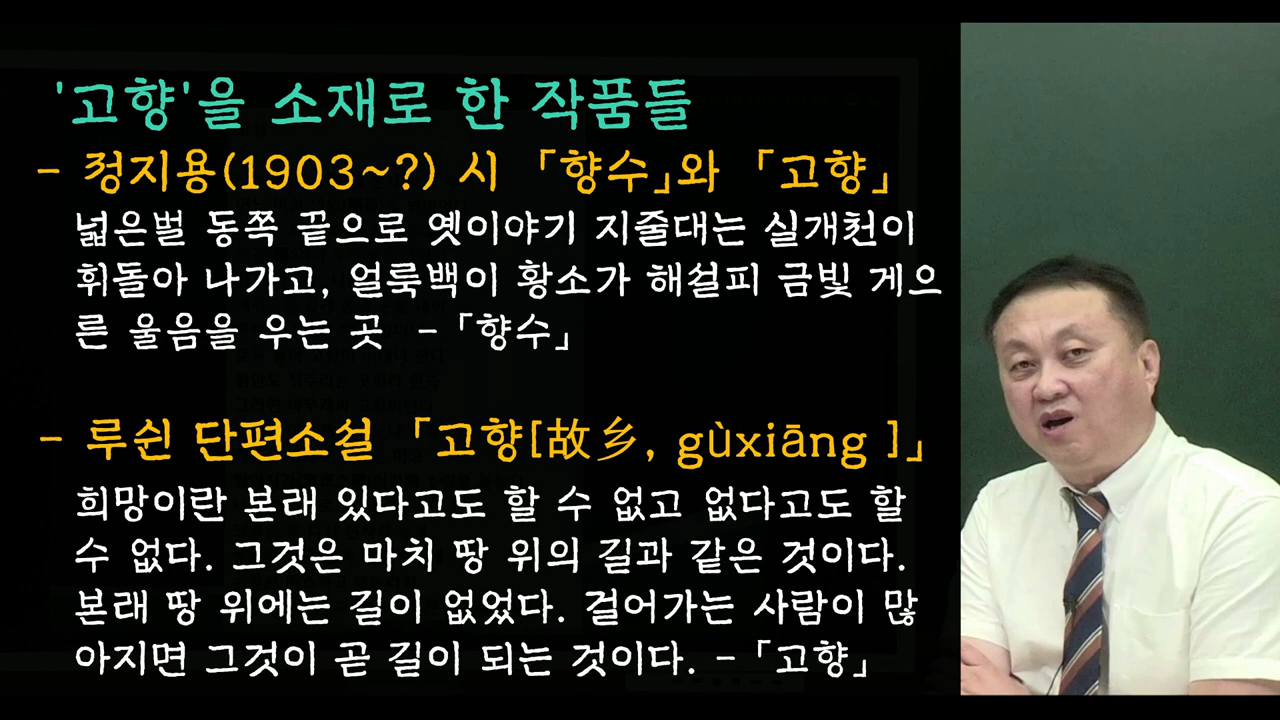 '고향'을 소재로 한 작품들
- 정지용(1903~?) 시 「향수」와 「고향」
넓은벌 동쪽 끝으로 옛이야기 지줄대는 실개천이
휘돌아 나가고, 얼룩백이 황소가 해설피 금빛 게으
른 울음을 우는 곳 -「향수」
- 루쉰 단편소설 「고향[故乡, gùxiāng ]」
희망이란 본래 있다고도 할 수 없고 없다고도 할
수 없다. 그것은 마치 땅 위의 길과 같은 것이다.
본래 땅 위에는 길이 없었다. 걸어가는 사람이 많
아지면 그것이 곧 길이 되는 것이다. -「고향」